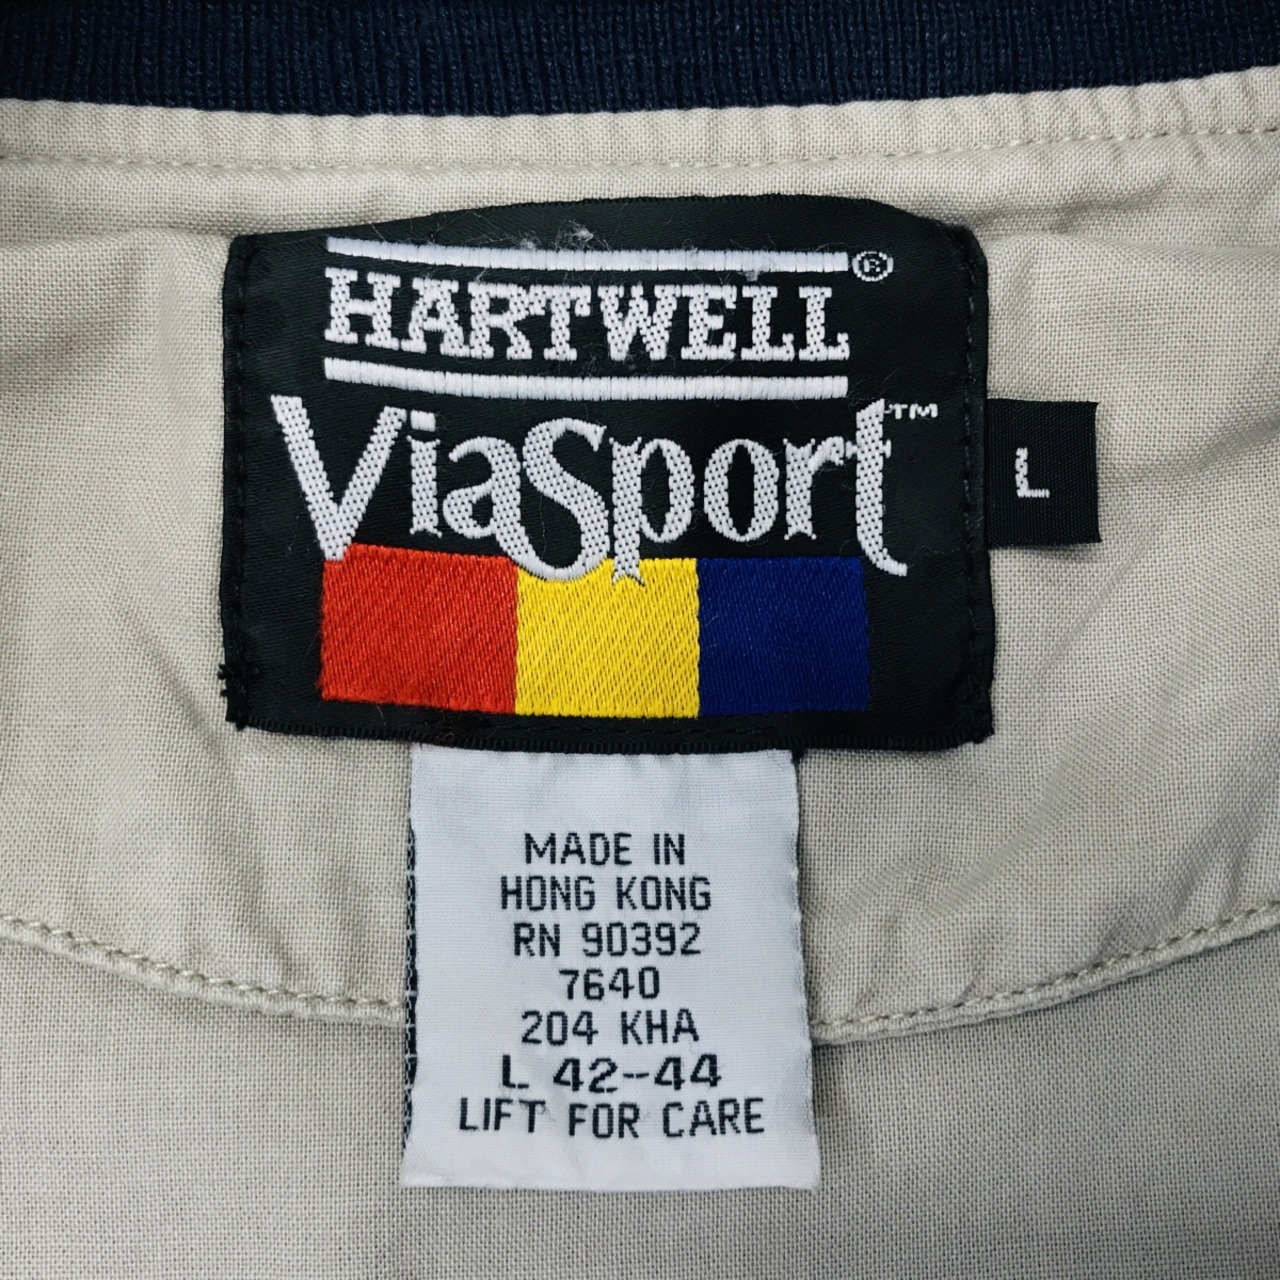 HARTWELL®
ViaSport™
L
MADE IN
HONG KONG
RN 90392
7640
204 KHA
L 42-44
LIFT FOR CARE